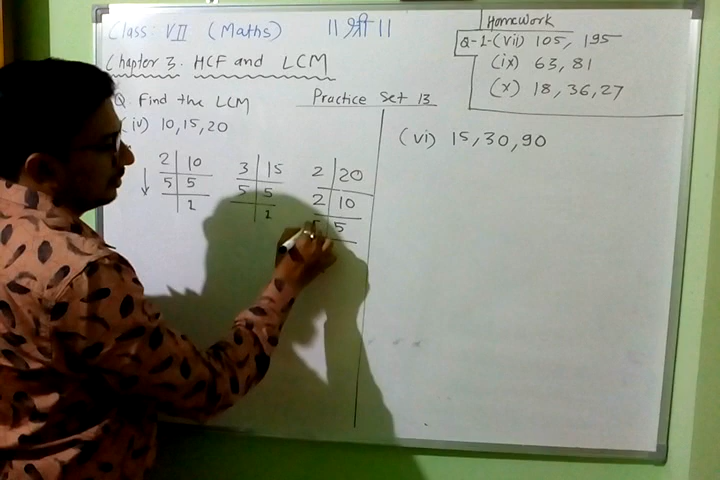 Class: VII (Maths) || श्री ||
Chapter 3. HCF and LCM
Q. Find the LCM Practice Set 13
(iv) 10,15,20
2 10
5 5
1
3 15
5 5
1
2 20
2 10
5 5
(vi) 15,30,90
Homework
Q-1-(vii) 105, 195
(ix) 63, 81
(x) 18,36,27